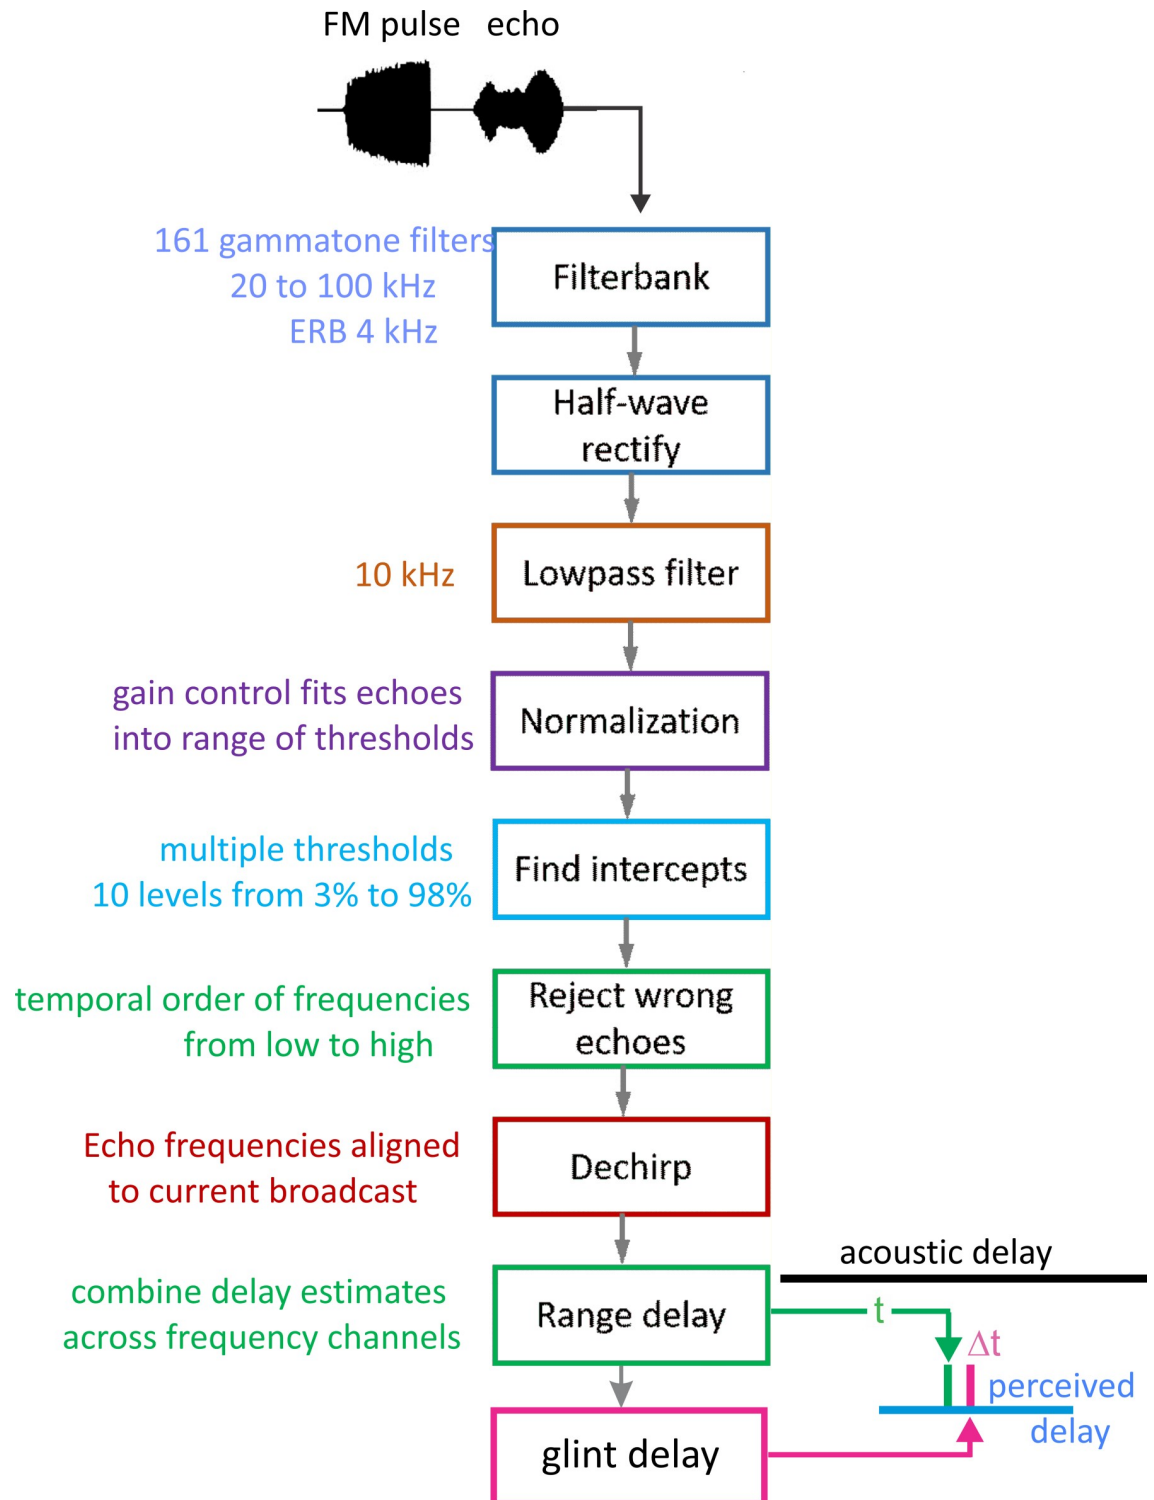 FM pulse echo
161 gammatone filters
20 to 100 kHz
ERB 4 kHz
Filterbank
Half-wave
rectify
10 kHz
Lowpass filter
gain control fits echoes
into range of thresholds
Normalization
multiple thresholds
10 levels from 3% to 98%
Find intercepts
temporal order of frequencies
from low to high
Reject wrong
echoes
Echo frequencies aligned
to current broadcast
Dechirp
combine delay estimates
across frequency channels
Range delay
acoustic delay
t
Δt
perceived
delay
glint delay